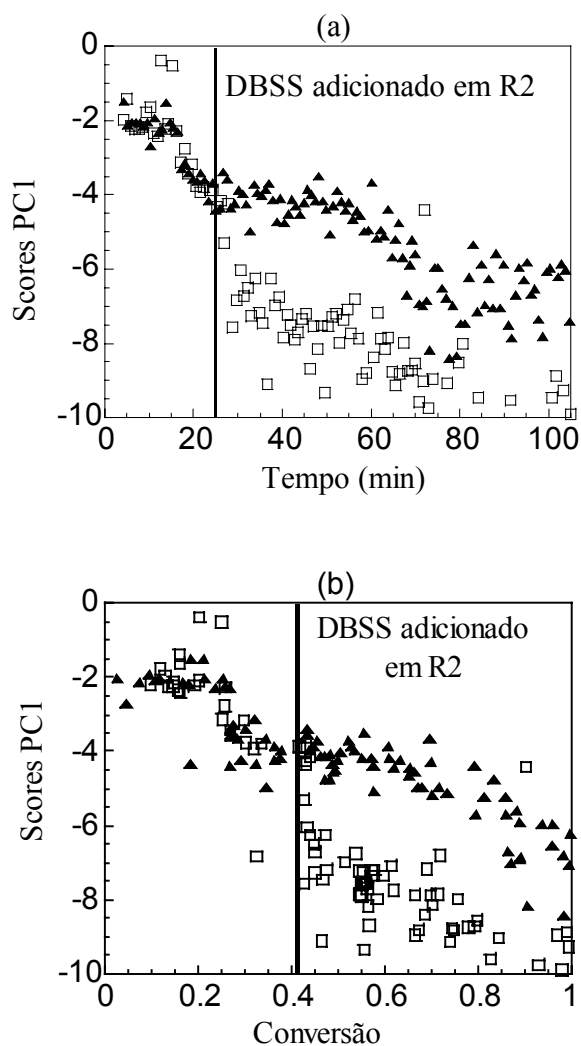 (a)
DBSS adicionado em R2
Scores PC1
0
-2
-4
-6
-8
-10
0 20 40 60 80 100
Tempo (min)
(b)
DBSS adicionado
em R2
Scores PC1
0
-2
-4
-6
-8
-10
0 0.2 0.4 0.6 0.8 1
Conversão